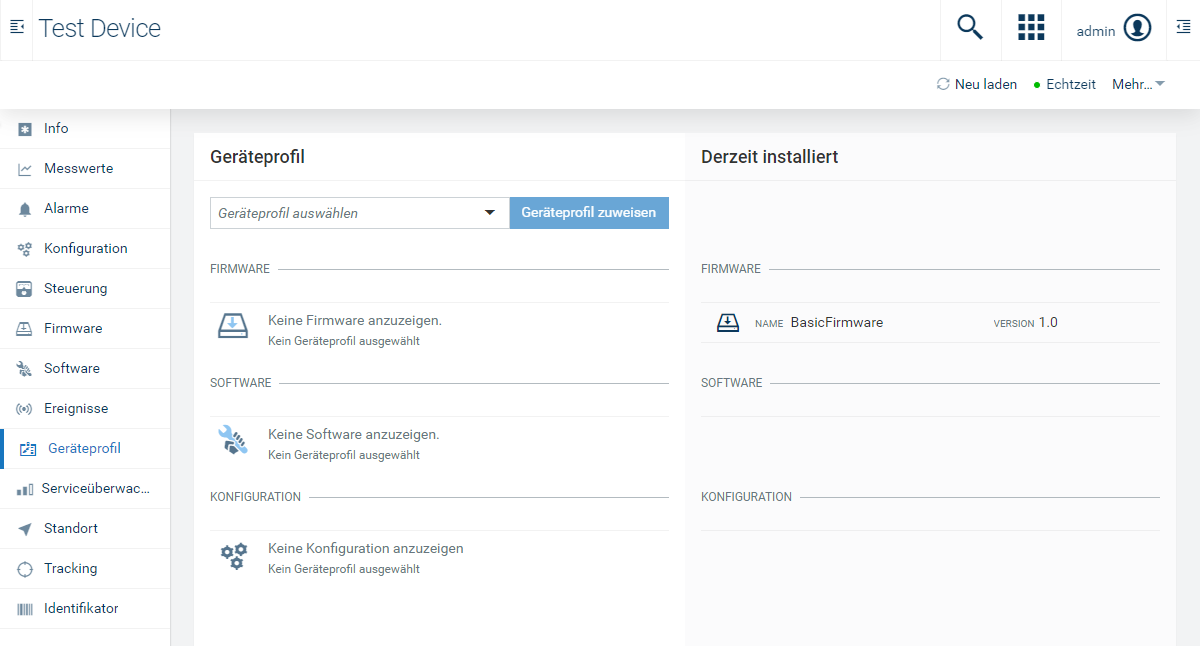 Test Device
admin
Neu laden
Echtzeit
Mehr...
Info
Messwerte
Alarme
Konfiguration
Steuerung
Firmware
Software
Ereignisse
Geräteprofil
Serviceüberwac...
Standort
Tracking
Identifikator
Geräteprofil
Geräteprofil auswählen
Geräteprofil zuweisen
FIRMWARE
Keine Firmware anzuzeigen.
Kein Geräteprofil ausgewählt
SOFTWARE
Keine Software anzuzeigen.
Kein Geräteprofil ausgewählt
KONFIGURATION
Keine Konfiguration anzuzeigen
Kein Geräteprofil ausgewählt
Derzeit installiert
FIRMWARE
NAME BasicFirmware VERSION 1.0
SOFTWARE
KONFIGURATION